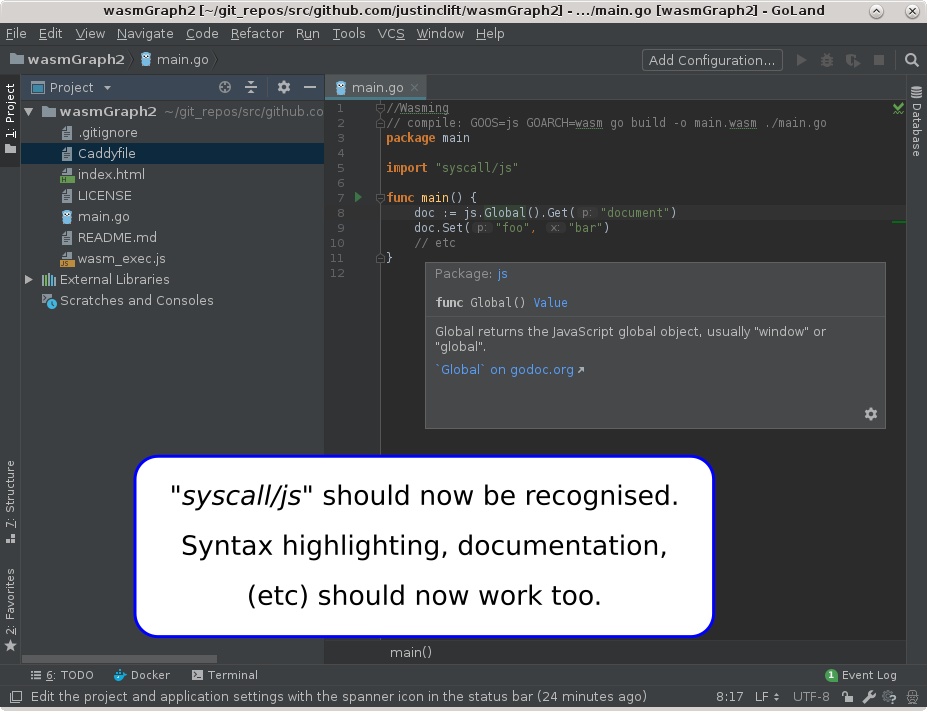 wasmGraph2 [~/git_repos/src/github.com/justinclift/wasmGraph2] - .../main.go [wasmGraph2] - GoLand
File Edit View Navigate Code Refactor Run Tools VCS Window Help
wasmGraph2 main.go Add Configuration...
1: Project
Project
main.go
wasmGraph2 ~/git_repos/src/github.co
.gitignore
Caddyfile
index.html
LICENSE
main.go
README.md
wasm_exec.js
External Libraries
Scratches and Consoles
1 //Wasming
2 // compile: GOOS=js GOARCH=wasm go build -o main.wasm ./main.go
3 package main
4
5 import "syscall/js"
6
7 func main() {
8 doc := js.Global().Get( p: "document")
9 doc.Set( p: "foo", x: "bar")
10 // etc
11 }
12
Package: js
func Global() Value
Global returns the JavaScript global object, usually "window" or
"global".
`Global` on godoc.org
Database
"syscall/js" should now be recognised.
Syntax highlighting, documentation,
(etc) should now work too.
7: Structure
2: Favorites
main()
6: TODO Docker Terminal 1 Event Log
Edit the project and application settings with the spanner icon in the status bar (24 minutes ago) 8:17 LF UTF-8